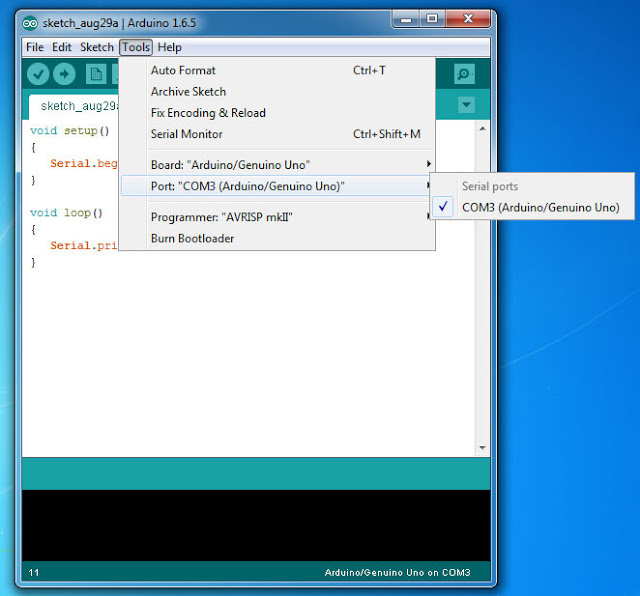 sketch_aug29a | Arduino 1.6.5
File Edit Sketch Tools Help
sketch_aug29a
void setup()
{
Serial.beg
}
void loop()
{
Serial.pri
}
Auto Format Ctrl+T
Archive Sketch
Fix Encoding & Reload
Serial Monitor Ctrl+Shift+M
Board: "Arduino/Genuino Uno"
Port: "COM3 (Arduino/Genuino Uno)"
Programmer: "AVRISP mkII"
Burn Bootloader
Serial ports
COM3 (Arduino/Genuino Uno)
11 Arduino/Genuino Uno on COM3